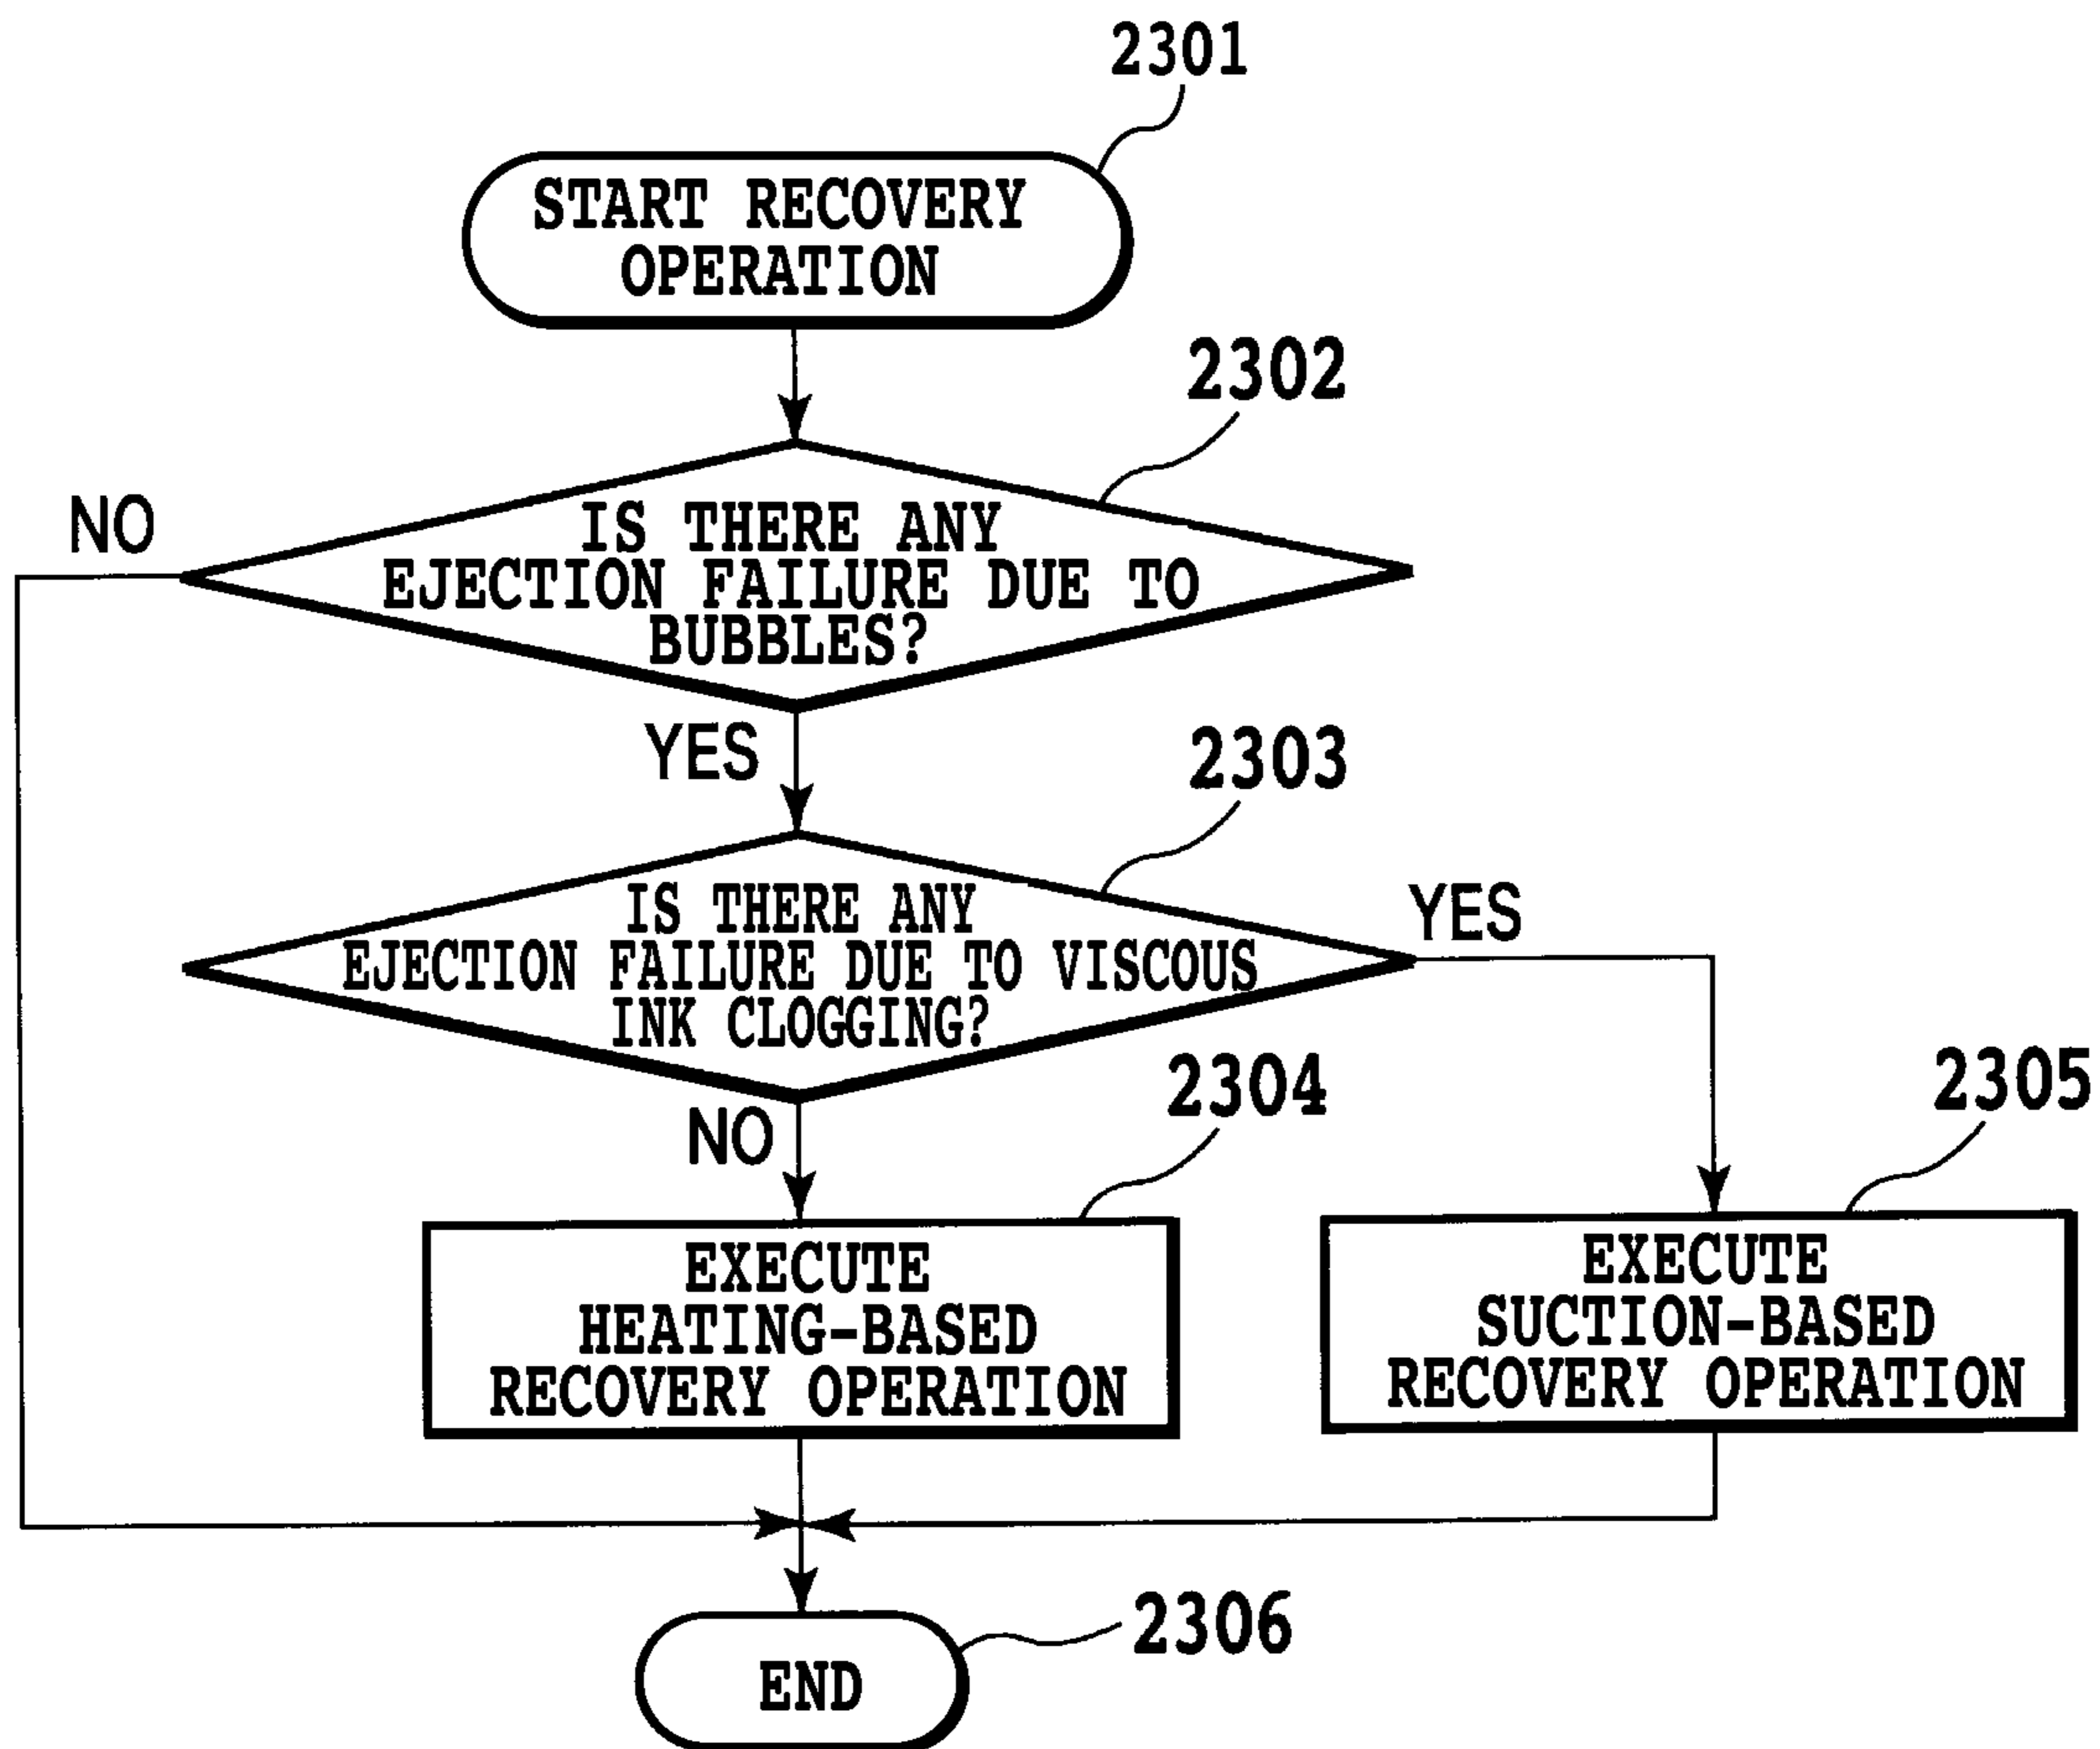 2301
START RECOVERY
OPERATION
2302
NO
IS THERE ANY
EJECTION FAILURE DUE TO
BUBBLES?
YES
2303
IS THERE ANY
EJECTION FAILURE DUE TO VISCOUS
INK CLOGGING?
YES
NO
2304
2305
EXECUTE
HEATING-BASED
RECOVERY OPERATION
EXECUTE
SUCTION-BASED
RECOVERY OPERATION
2306
END